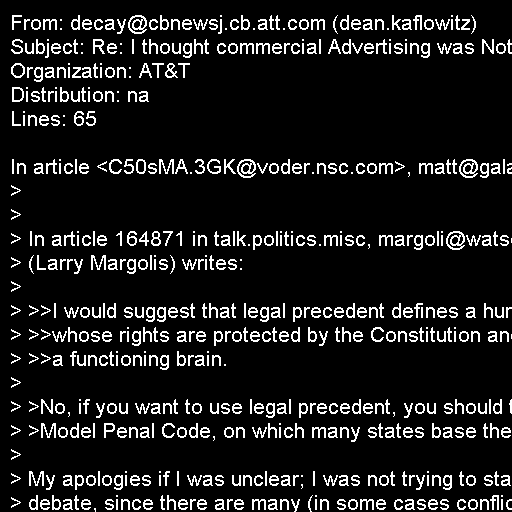 From: decay@cbnewsj.cb.att.com (dean.kaflowitz)
Subject: Re: I thought commercial Advertising was Not
Organization: AT&T
Distribution: na
Lines: 65

In article <C50sMA.3GK@voder.nsc.com>, matt@gala
>
>
> In article 164871 in talk.politics.misc, margoli@wats
> (Larry Margolis) writes:
>
> >>I would suggest that legal precedent defines a hu
> >>whose rights are protected by the Constitution an
> >>a functioning brain.
>
> >No, if you want to use legal precedent, you should
> >Model Penal Code, on which many states base the
>
> My apologies if I was unclear; I was not trying to sta
> debate, since there are many (in some cases conflic